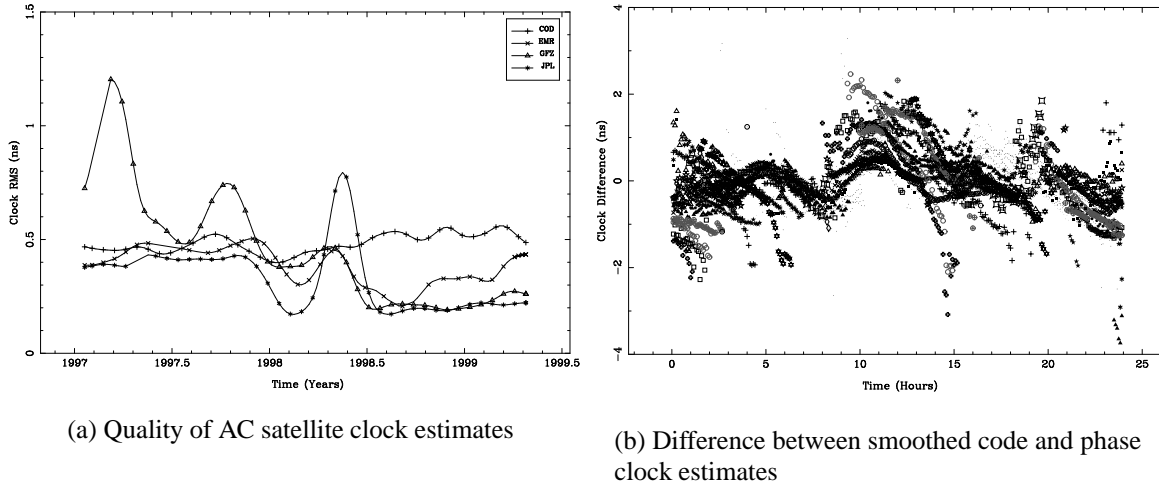 1.5
1
0.5
0
Clock RMS (ns)
1997
1997.5
1998
1998.5
1999
1999.5
Time (Years)
COD
EMR
GFZ
JPL
(a) Quality of AC satellite clock estimates
4
2
0
−2
−4
Clock Difference (ns)
0
5
10
15
20
25
Time (Hours)
(b) Difference between smoothed code and phase
clock estimates